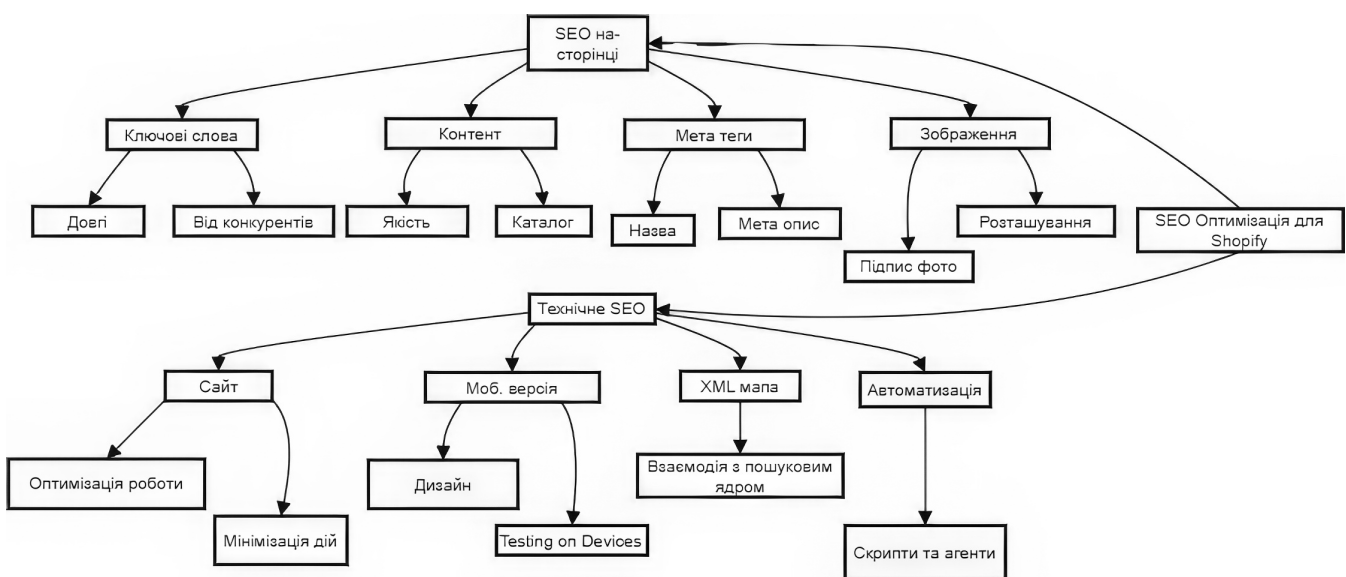 SEO на-
сторінці
Ключові слова
Контент
Мета теги
Зображення
Довгі
Від конкурентів
Якість
Каталог
Назва
Мета опис
Підпис фото
Розташування
SEO Оптимізація для
Shopify
Технічне SEO
Сайт
Моб. версія
XML мапа
Автоматизація
Оптимізація роботи
Мінімізація дій
Дизайн
Testing on Devices
Взаємодія з пошуковим
ядром
Скрипти та агенти